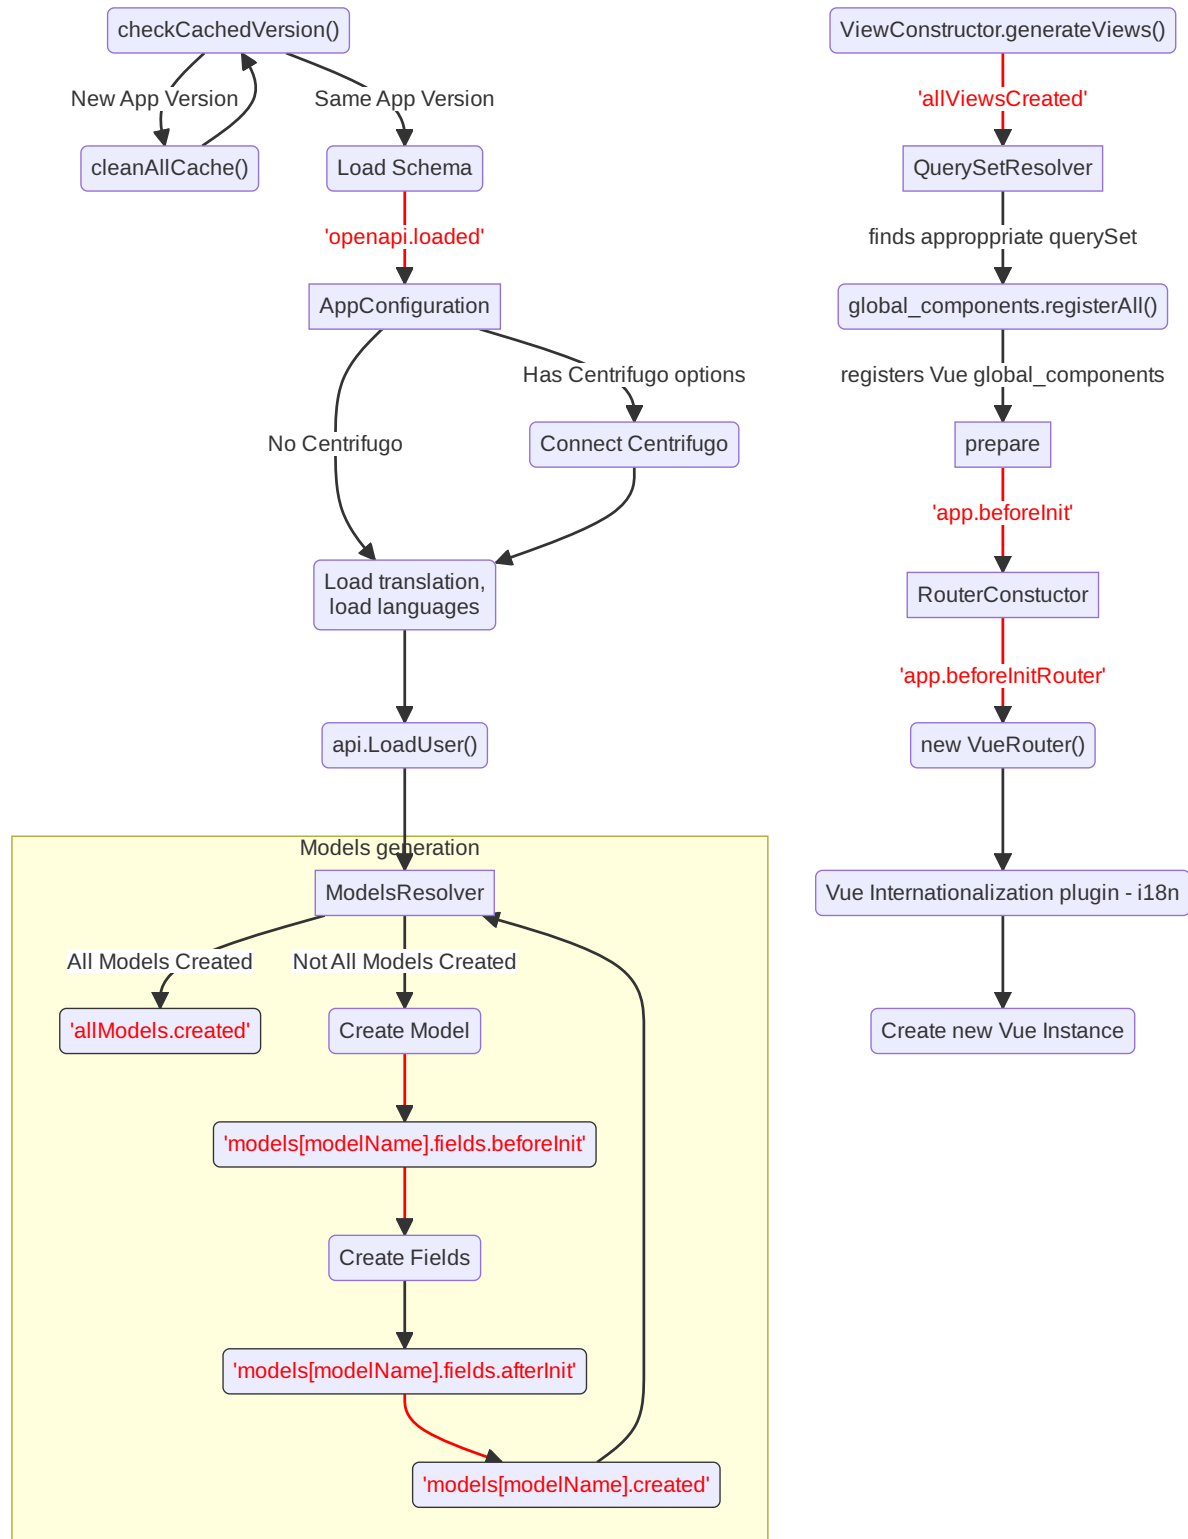 checkCachedVersion()
New App Version
Same App Version
cleanAllCache()
Load Schema
'openapi.loaded'
AppConfiguration
Has Centrifugo options
No Centrifugo
Connect Centrifugo
Load translation,
load languages
api.LoadUser()
Models generation
ModelsResolver
All Models Created
Not All Models Created
'allModels.created'
Create Model
'models[modelName].fields.beforeInit'
Create Fields
'models[modelName].fields.afterInit'
'models[modelName].created'
ViewConstructor.generateViews()
'allViewsCreated'
QuerySetResolver
finds approppriate querySet
global_components.registerAll()
registers Vue global_components
prepare
'app.beforeInit'
RouterConstuctor
'app.beforeInitRouter'
new VueRouter()
Vue Internationalization plugin - i18n
Create new Vue Instance